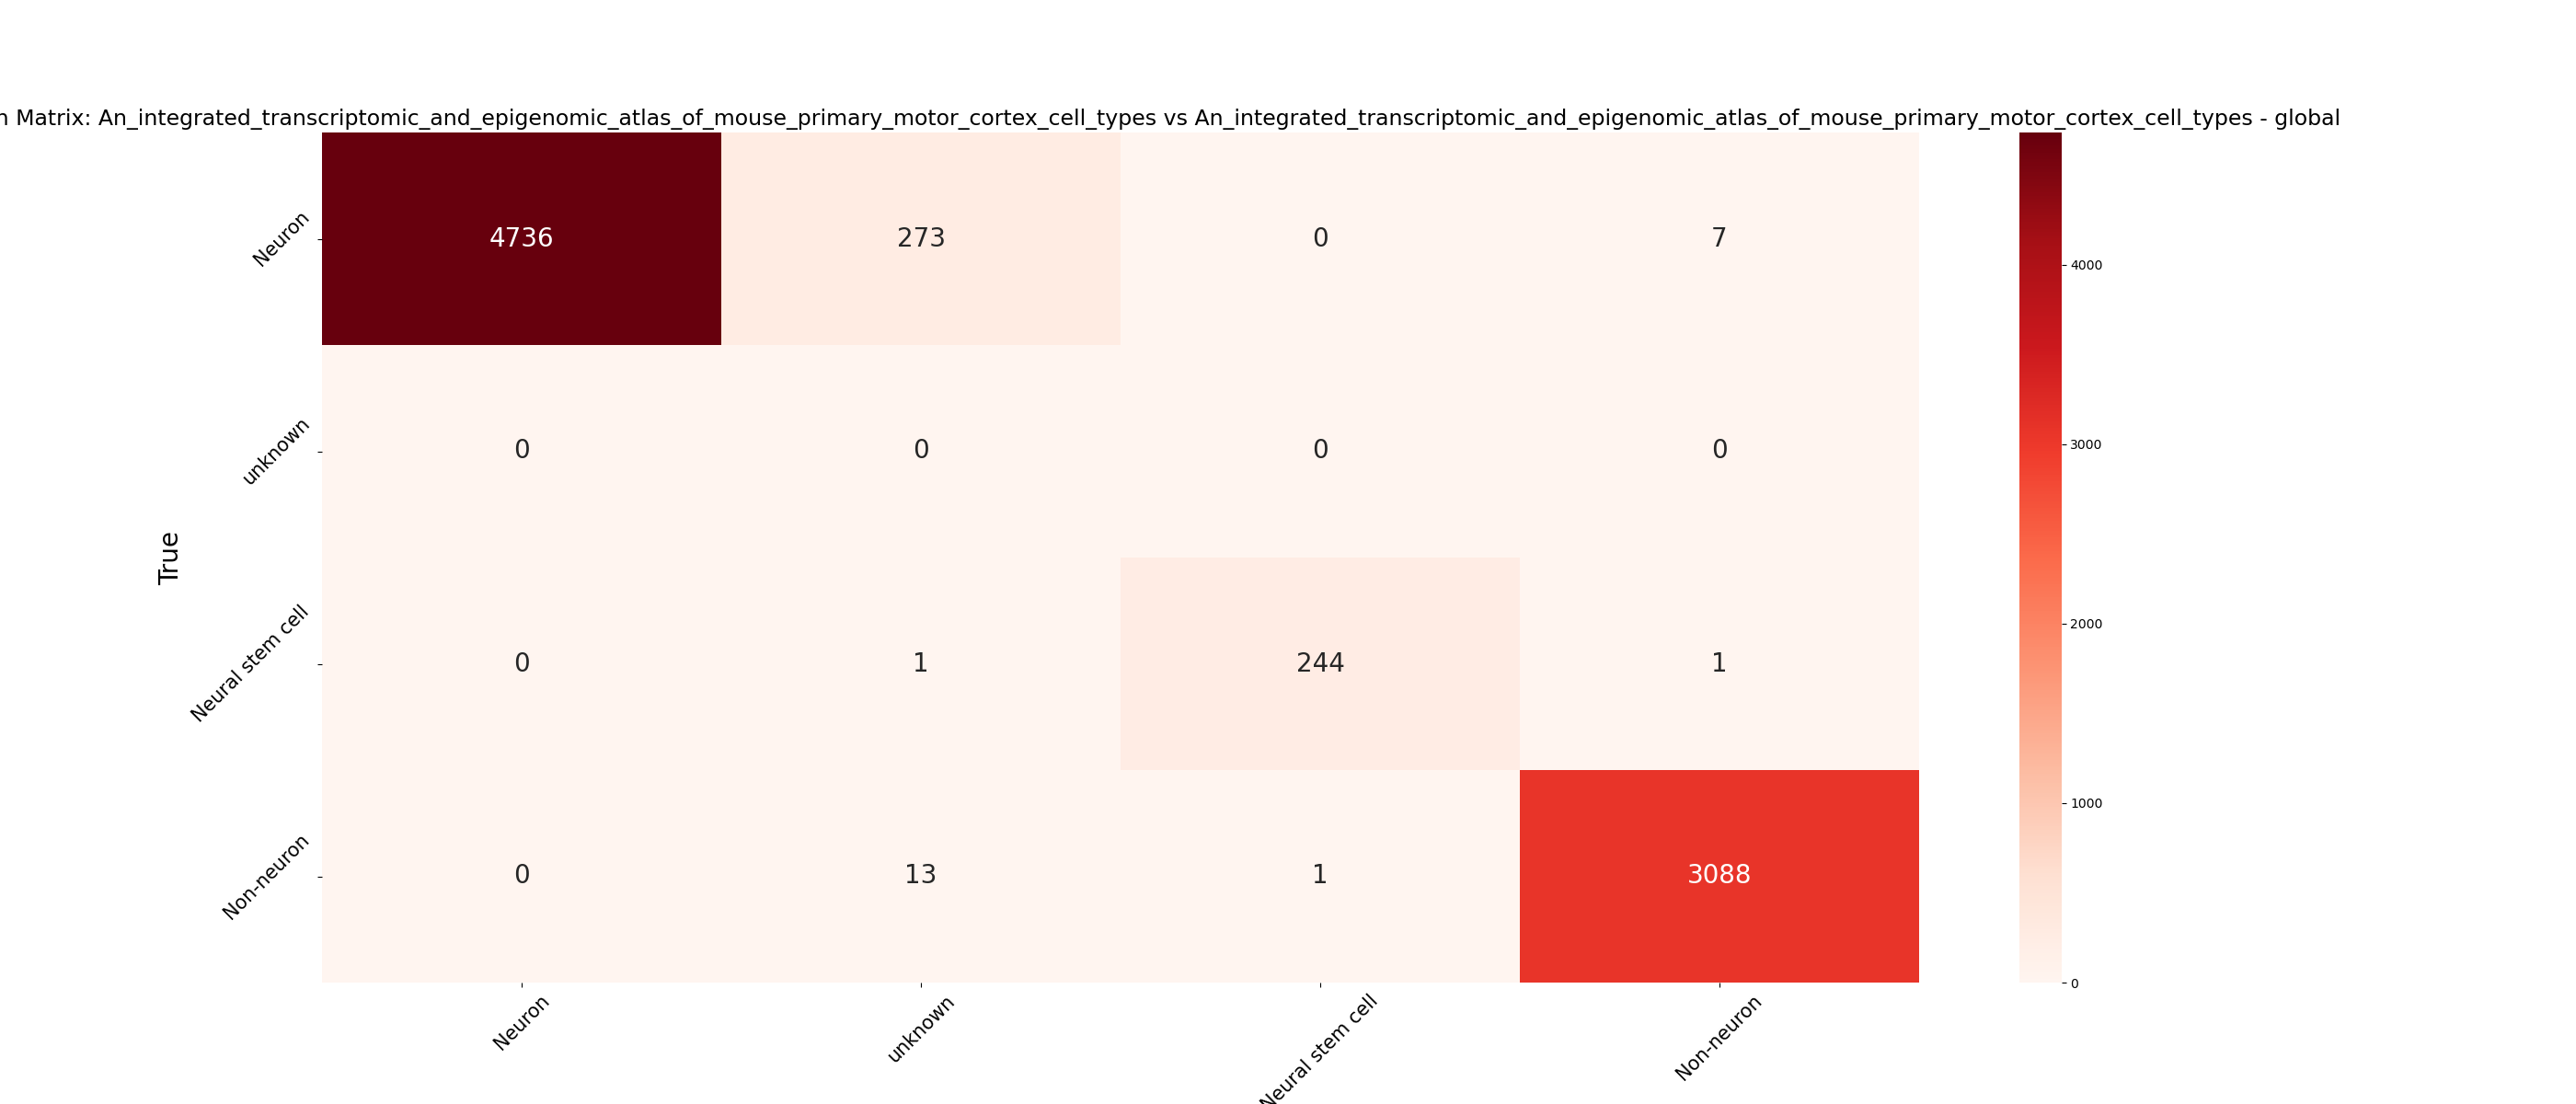 Matrix: An_integrated_transcriptomic_and_epigenomic_atlas_of_mouse_primary_motor_cortex_cell_types vs An_integrated_transcriptomic_and_epigenomic_atlas_of_mouse_primary_motor_cortex_cell_types - global
Neuron
4736 273 0 7
unknown
0 0 0 0
True
Neural stem cell
0 1 244 1
Non-neuron
0 13 1 3088
Neuron
unknown
Neural stem cell
Non-neuron
4000
3000
2000
1000
0